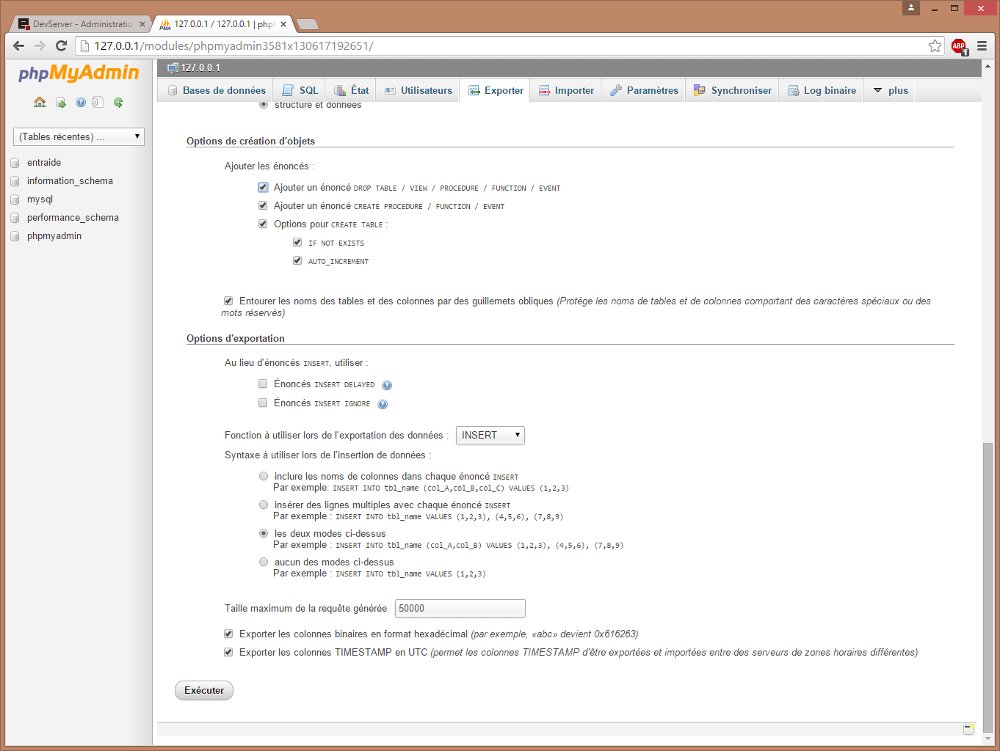 DevServer - Administratio
127.0.0.1 / 127.0.0.1 | phpl
127.0.0.1/modules/phpmyadmin3581x130617192651/
ABP
1
phpMyAdmin
(Tables récentes) ...
entraide
information_schema
mysql
performance_schema
phpmyadmin
127.0.0.1
Bases de données
SQL
État
Utilisateurs
Exporter
Importer
Paramètres
Synchroniser
Log binaire
plus
structure et données
Options de création d'objets
Ajouter les énoncés :
Ajouter un énoncé DROP TABLE / VIEW / PROCEDURE / FUNCTION / EVENT
Ajouter un énoncé CREATE PROCEDURE / FUNCTION / EVENT
Options pour CREATE TABLE :
IF NOT EXISTS
AUTO_INCREMENT
Entourer les noms des tables et des colonnes par des guillemets obliques (Protège les noms de tables et de colonnes comportant des caractères spéciaux ou des
mots réservés)
Options d'exportation
Au lieu d'énoncés INSERT, utiliser :
Énoncés INSERT DELAYED
Énoncés INSERT IGNORE
Fonction à utiliser lors de l'exportation des données : INSERT
Syntaxe à utiliser lors de l'insertion de données :
inclure les noms de colonnes dans chaque énoncé INSERT
Par exemple: INSERT INTO tbl_name (col_A,col_B,col_C) VALUES (1,2,3)
insérer des lignes multiples avec chaque énoncé INSERT
Par exemple : INSERT INTO tbl_name VALUES (1,2,3), (4,5,6), (7,8,9)
les deux modes ci-dessus
Par exemple : INSERT INTO tbl_name (col_A,col_B) VALUES (1,2,3), (4,5,6), (7,8,9)
aucun des modes ci-dessus
Par exemple : INSERT INTO tbl_name VALUES (1,2,3)
Taille maximum de la requête générée 50000
Exporter les colonnes binaires en format hexadécimal (par exemple, «abc» devient 0x616263)
Exporter les colonnes TIMESTAMP en UTC (permet les colonnes TIMESTAMP d'être exportées et importées entre des serveurs de zones horaires différentes)
Exécuter